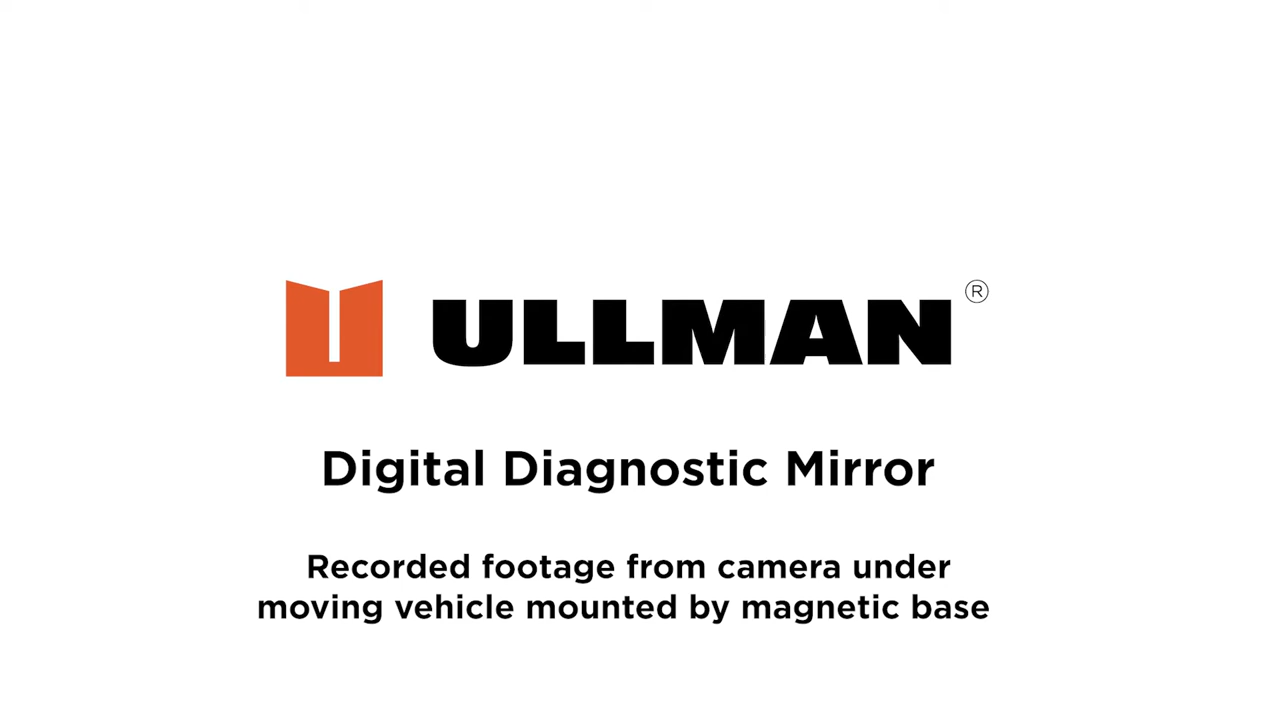 ULLMAN®
Digital Diagnostic Mirror
Recorded footage from camera under
moving vehicle mounted by magnetic base